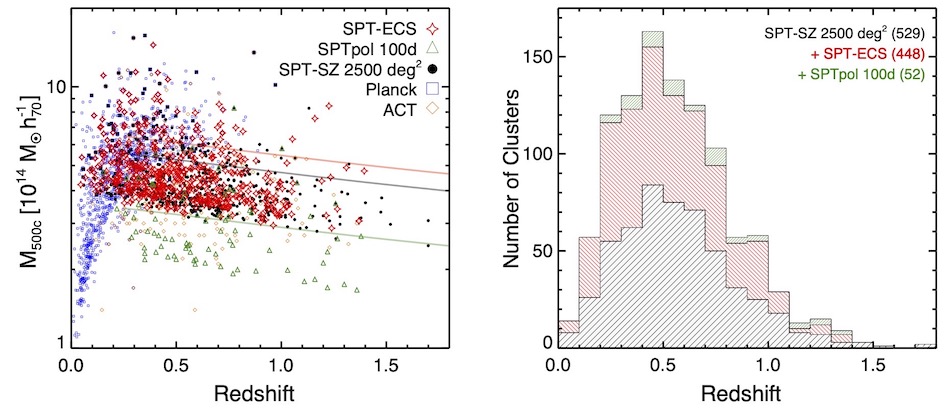 SPT-ECS
SPTpol 100d
SPT-SZ 2500 deg²
Planck
ACT
10
1
M500c [10^14 M☉ h70^-1]
0.0 0.5 1.0 1.5
Redshift
SPT-SZ 2500 deg² (529)
+ SPT-ECS (448)
+ SPTpol 100d (52)
150
100
50
0
Number of Clusters
0.0 0.5 1.0 1.5
Redshift